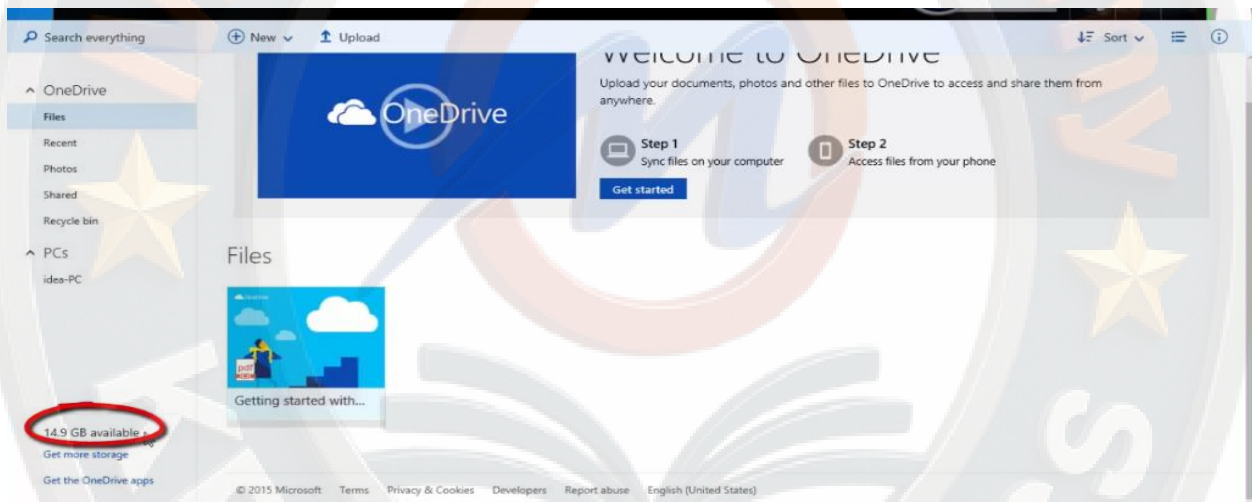 Search everything
New
Upload
Sort
OneDrive
Files
Recent
Photos
Shared
Recycle bin
PCs
idea-PC
OneDrive
Welcome to OneDrive
Upload your documents, photos and other files to OneDrive to access and share them from
anywhere.
Step 1
Sync files on your computer
Step 2
Access files from your phone
Get started
Files
OneDrive
pdf
Getting started with...
14.9 GB available
Get more storage
Get the OneDrive apps
© 2015 Microsoft Terms Privacy & Cookies Developers Report abuse English (United States)